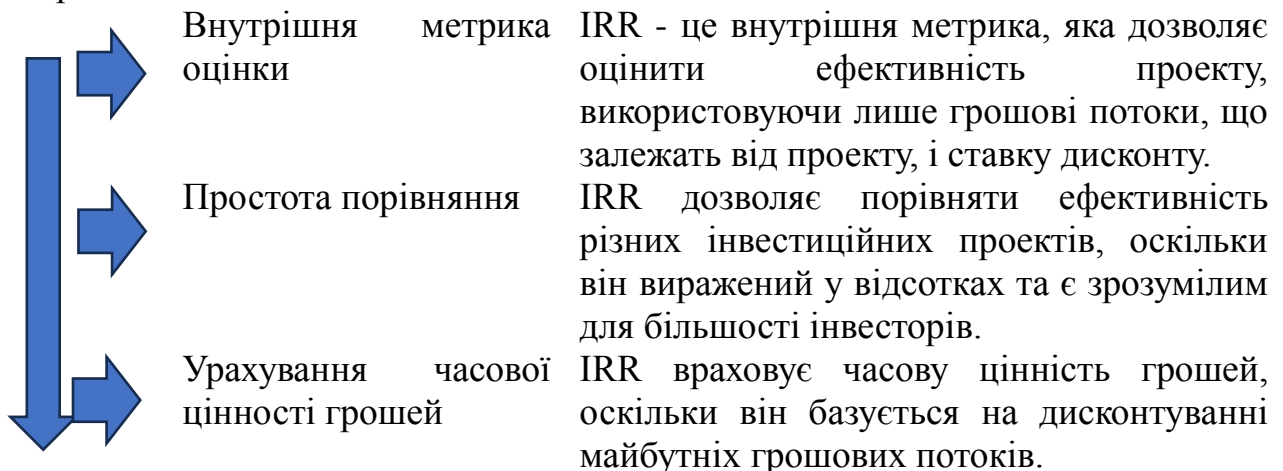 Внутрішня метрика оцінки
IRR - це внутрішня метрика, яка дозволяє
оцінити ефективність проекту,
використовуючи лише грошові потоки, що
залежать від проекту, і ставку дисконту.
Простота порівняння
IRR дозволяє порівняти ефективність
різних інвестиційних проектів, оскільки
він виражений у відсотках та є зрозумілим
для більшості інвесторів.
Урахування часової
цінності грошей
IRR враховує часову цінність грошей,
оскільки він базується на дисконтуванні
майбутніх грошових потоків.